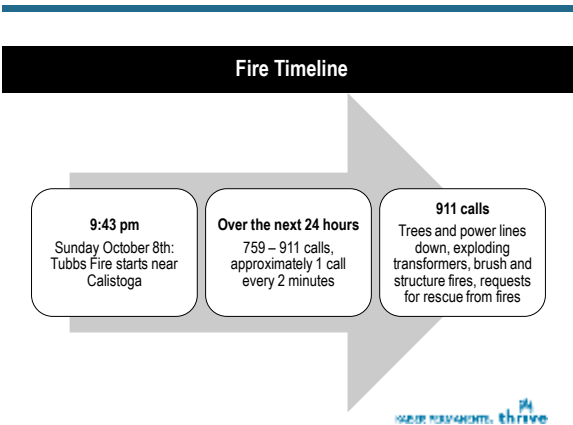 Fire Timeline
9:43 pm
Sunday October 8th:
Tubbs Fire starts near
Calistoga
Over the next 24 hours
759 – 911 calls,
approximately 1 call
every 2 minutes
911 calls
Trees and power lines
down, exploding
transformers, brush and
structure fires, requests
for rescue from fires
KAISER PERMANENTE. thrive